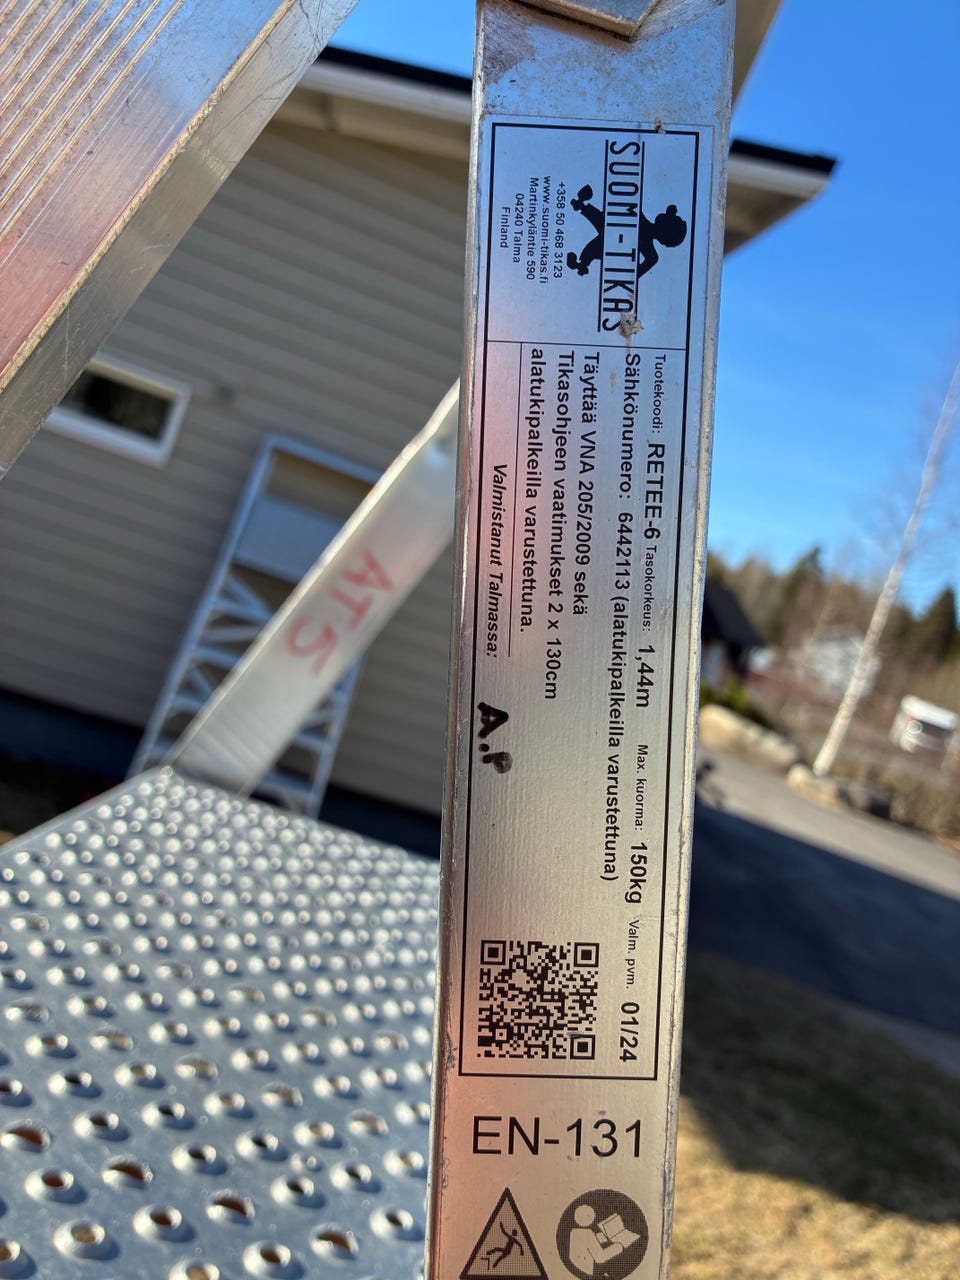 SUOMI-TIKAS
+358 50 468 3123
www.suomi-tikas.fi
Martinkyläntie 590
04240 Talma
Finland
Tuotekoodi: RETEE-6 Tasokorkeus: 1,44m Max. kuorma: 150kg Valm. pvm. 01/24
Sähkönumero: 6442113 (alatukipalkeilla varustettuna)
Täyttää VNA 205/2009 sekä
Tikasohjeen vaatimukset 2 x 130cm
alatukipalkeilla varustettuna.
Valmistanut Talmassa: A.P
EN-131
AJS